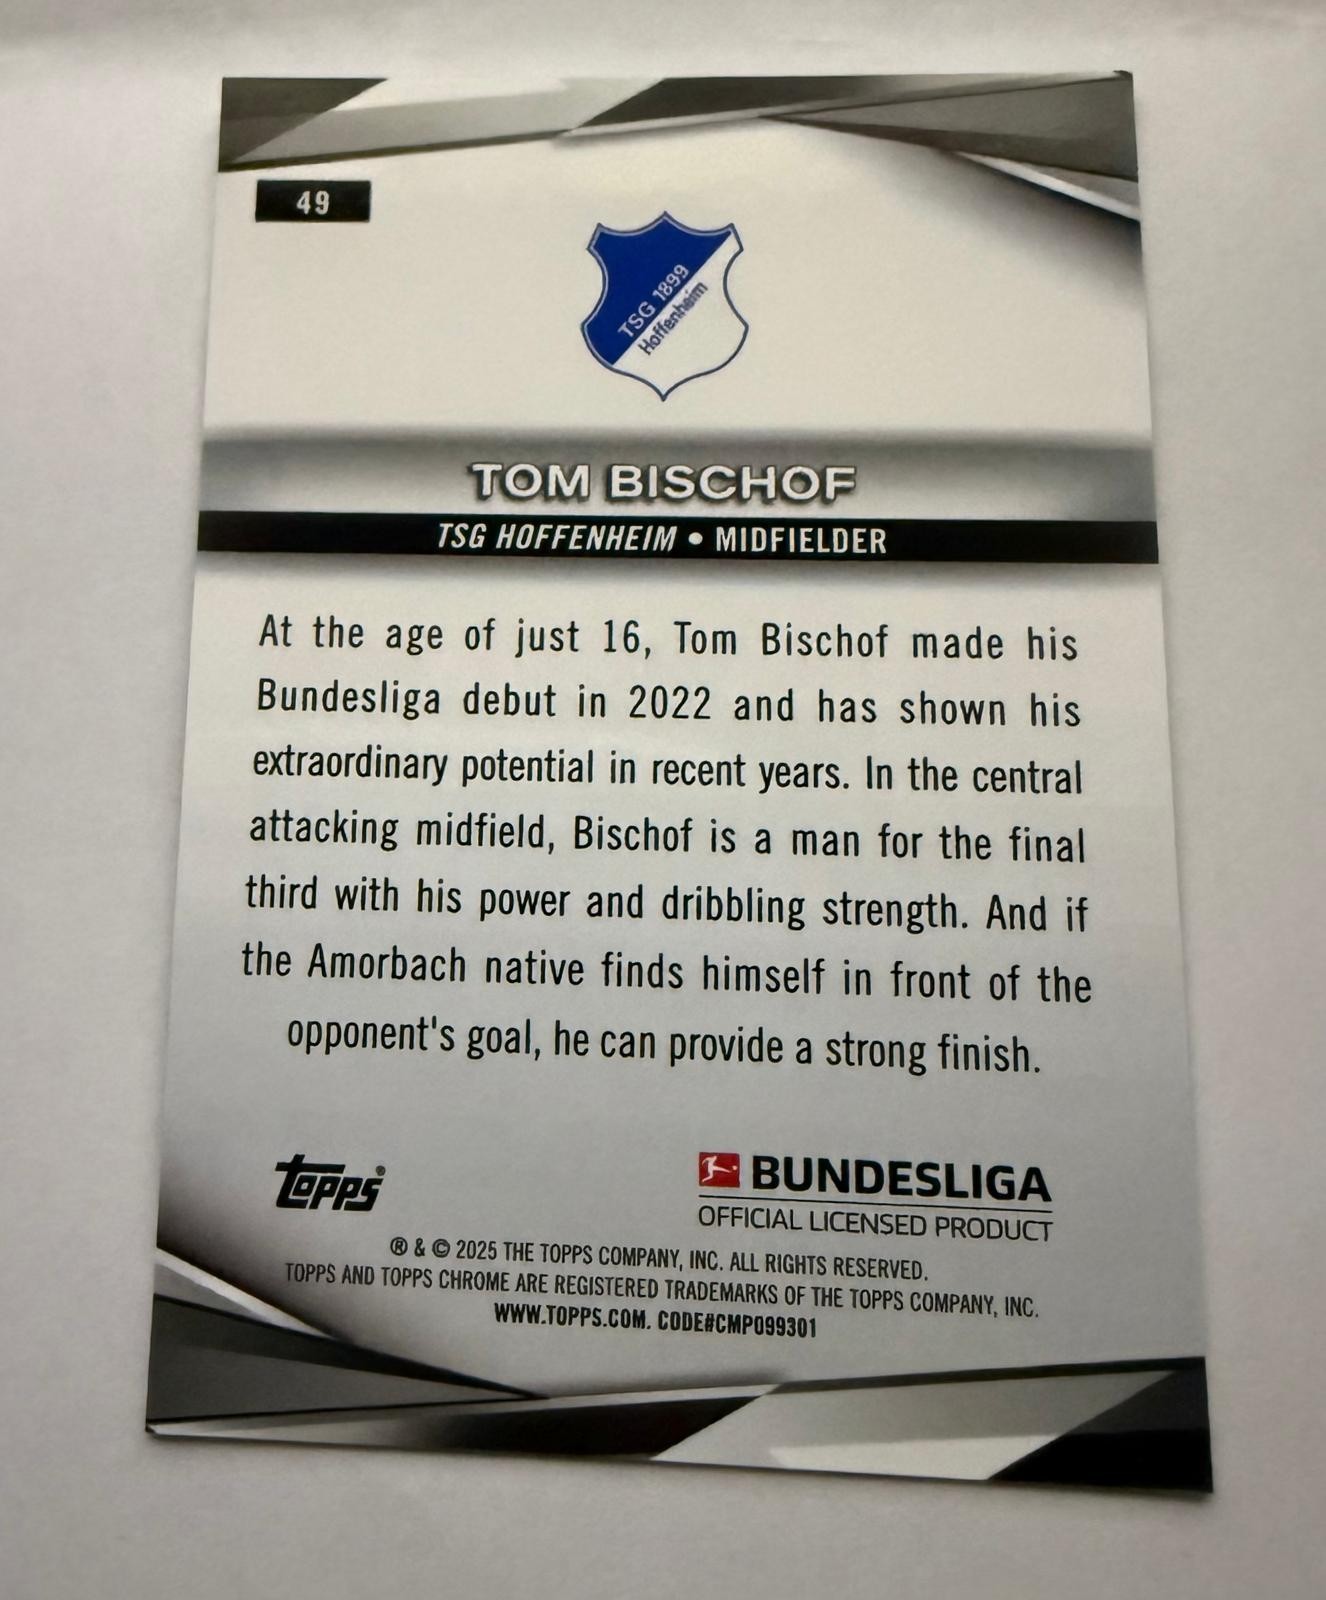 49
TSG 1899
Hoffenheim
TOM BISCHOF
TSG HOFFENHEIM • MIDFIELDER
At the age of just 16, Tom Bischof made his
Bundesliga debut in 2022 and has shown his
extraordinary potential in recent years. In the central
attacking midfield, Bischof is a man for the final
third with his power and dribbling strength. And if
the Amorbach native finds himself in front of the
opponent's goal, he can provide a strong finish.
topps®
BUNDESLIGA
OFFICIAL LICENSED PRODUCT
® & © 2025 THE TOPPS COMPANY, INC. ALL RIGHTS RESERVED.
TOPPS AND TOPPS CHROME ARE REGISTERED TRADEMARKS OF THE TOPPS COMPANY, INC.
WWW.TOPPS.COM. CODE#CMP099301